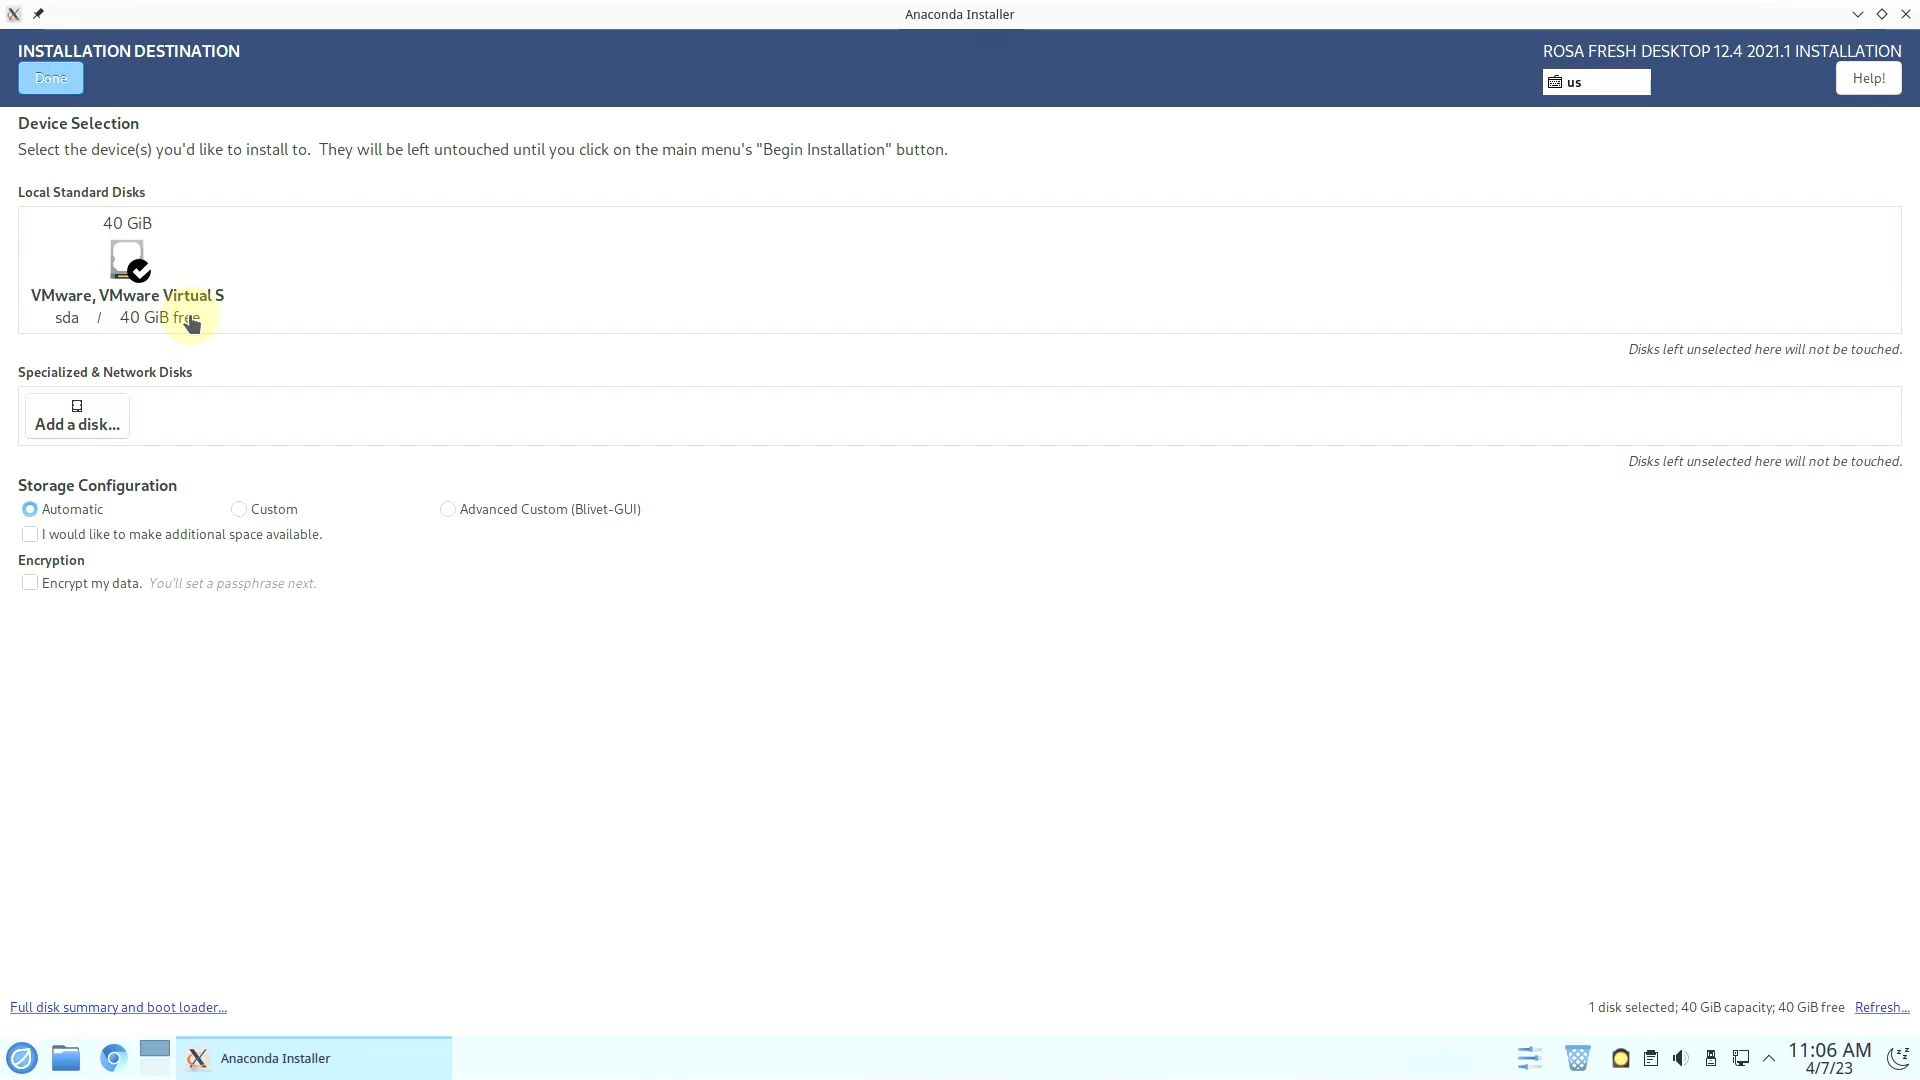 Anaconda Installer
INSTALLATION DESTINATION
ROSA FRESH DESKTOP 12.4 2021.1 INSTALLATION
Done
us
Help!
Device Selection
Select the device(s) you'd like to install to. They will be left untouched until you click on the main menu's "Begin Installation" button.
Local Standard Disks
40 GiB
VMware, VMware Virtual S
sda / 40 GiB free
Disks left unselected here will not be touched.
Specialized & Network Disks
Add a disk...
Disks left unselected here will not be touched.
Storage Configuration
Automatic Custom Advanced Custom (Blivet-GUI)
I would like to make additional space available.
Encryption
Encrypt my data. You'll set a passphrase next.
Full disk summary and boot loader...
1 disk selected; 40 GiB capacity; 40 GiB free Refresh...
Anaconda Installer
11:06 AM
4/7/23